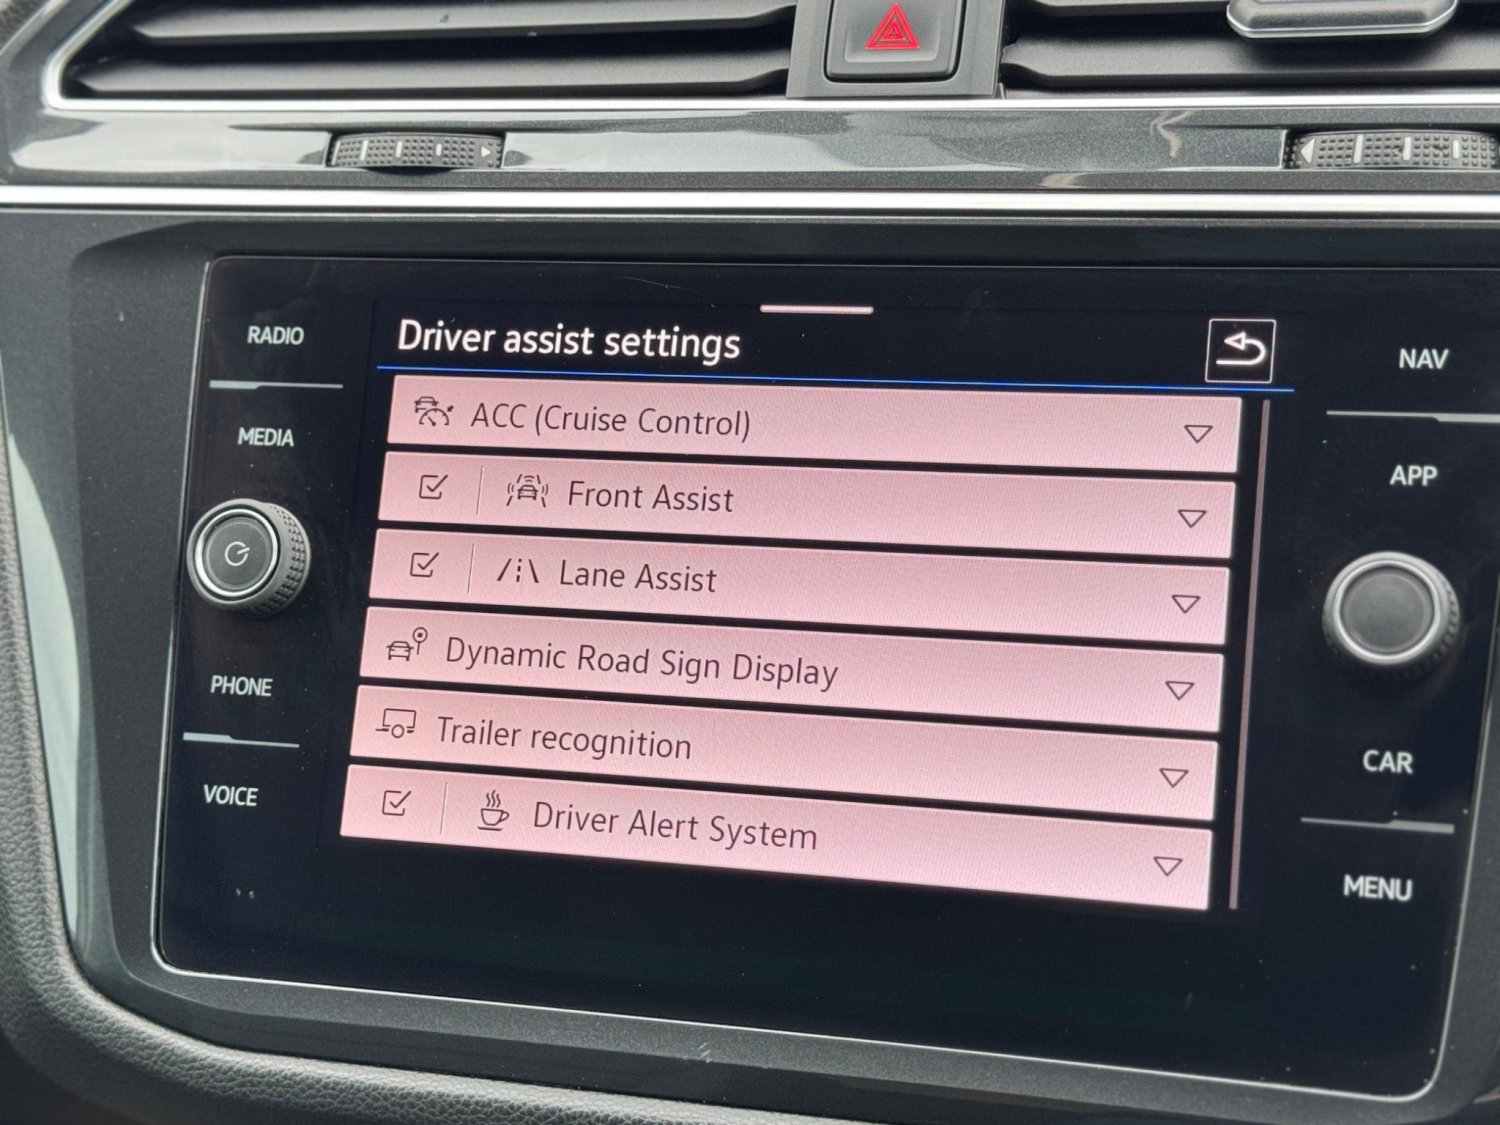 RADIO
MEDIA
PHONE
VOICE
Driver assist settings
ACC (Cruise Control)
Front Assist
Lane Assist
Dynamic Road Sign Display
Trailer recognition
Driver Alert System
NAV
APP
CAR
MENU